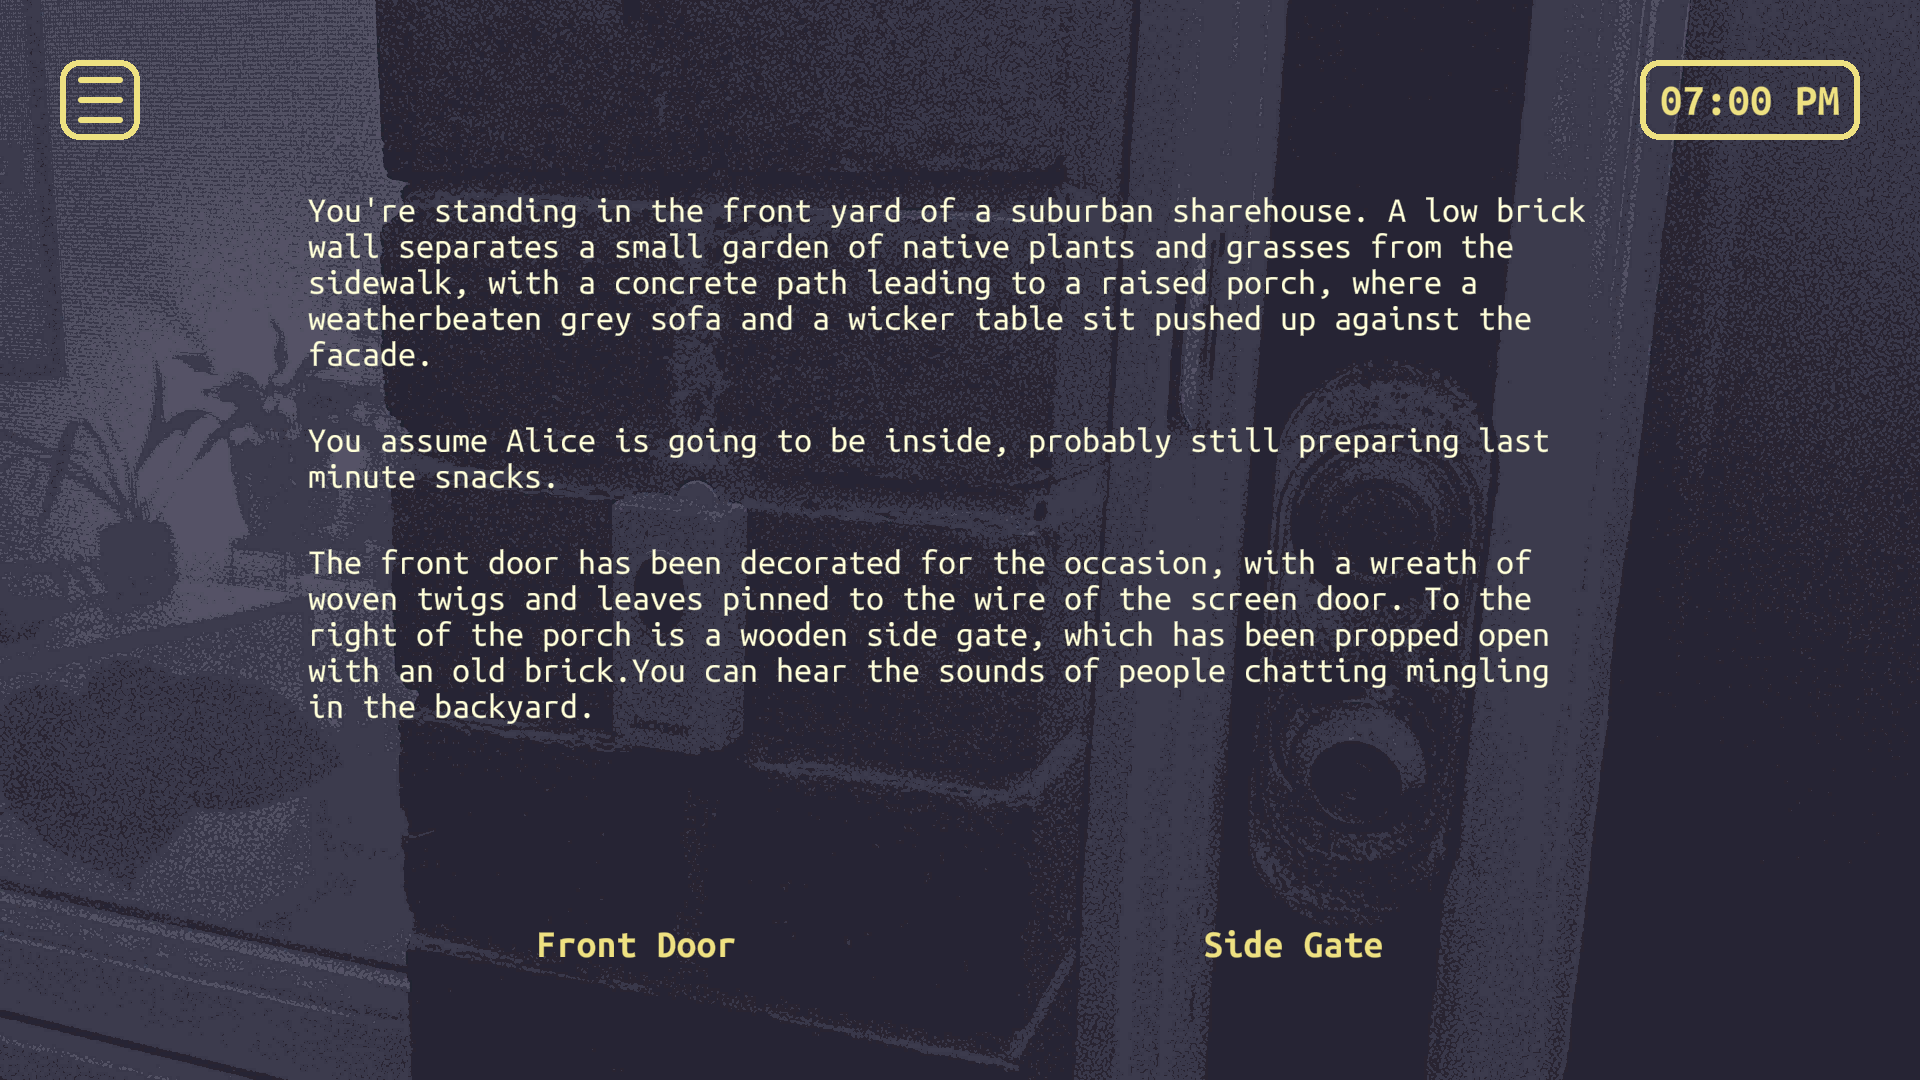 07:00 PM
You're standing in the front yard of a suburban sharehouse. A low brick
wall separates a small garden of native plants and grasses from the
sidewalk, with a concrete path leading to a raised porch, where a
weatherbeaten grey sofa and a wicker table sit pushed up against the
facade.
You assume Alice is going to be inside, probably still preparing last
minute snacks.
The front door has been decorated for the occasion, with a wreath of
woven twigs and leaves pinned to the wire of the screen door. To the
right of the porch is a wooden side gate, which has been propped open
with an old brick.You can hear the sounds of people chatting mingling
in the backyard.
Jackson
Front Door
Side Gate